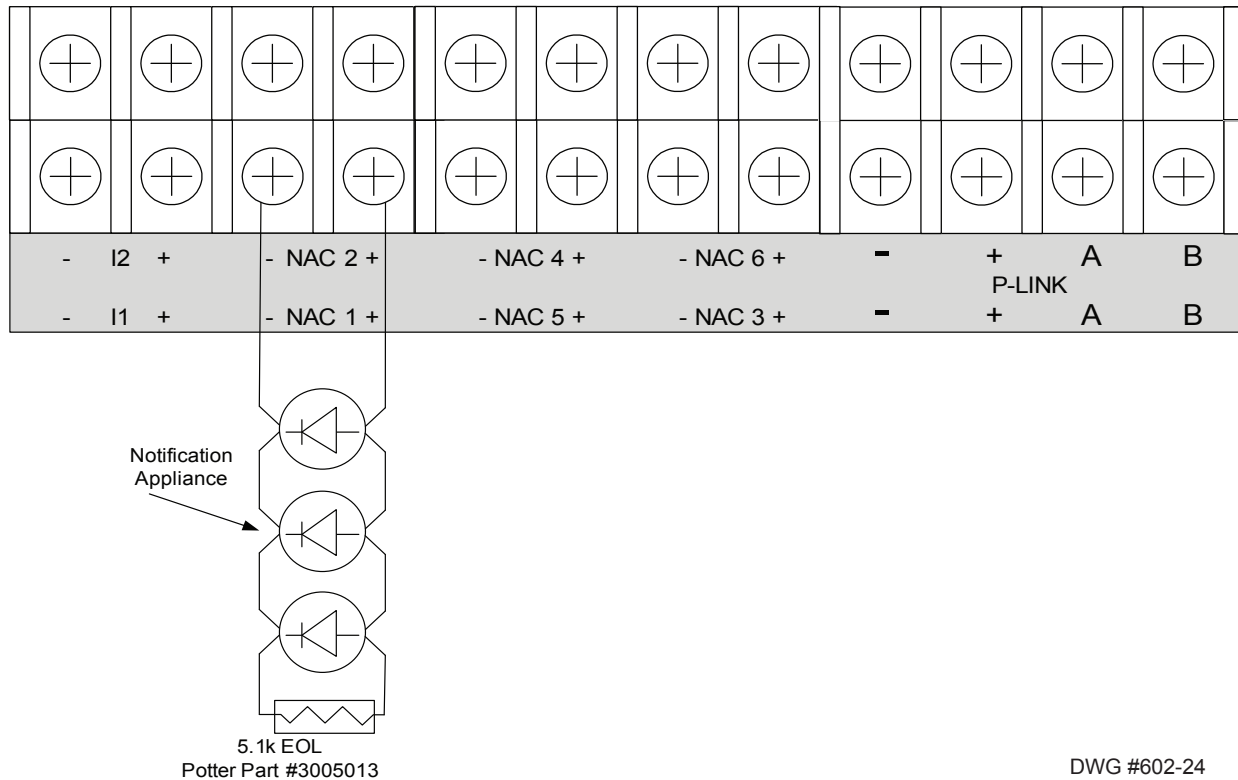 - I2 + - NAC 2 + - NAC 4 + - NAC 6 + - + A B
P-LINK
- I1 + - NAC 1 + - NAC 5 + - NAC 3 + - + A B
Notification
Appliance
5.1k EOL
Potter Part #3005013
DWG #602-24